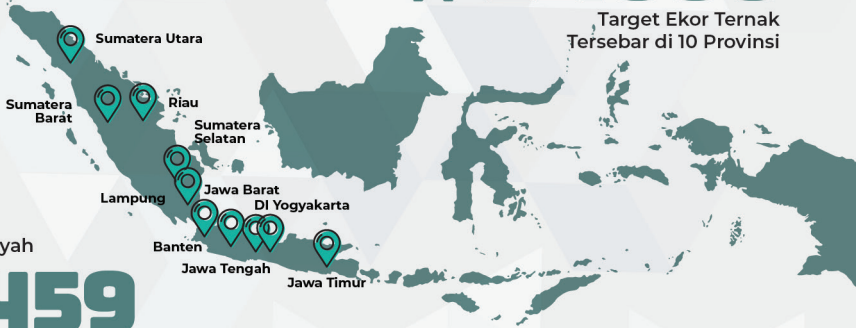 Target Ekor Ternak
Tersebar di 10 Provinsi
Sumatera Utara
Sumatera
Barat
Riau
Sumatera
Selatan
Lampung
Jawa Barat
DI Yogyakarta
Banten
Jawa Tengah
Jawa Timur
yah
459